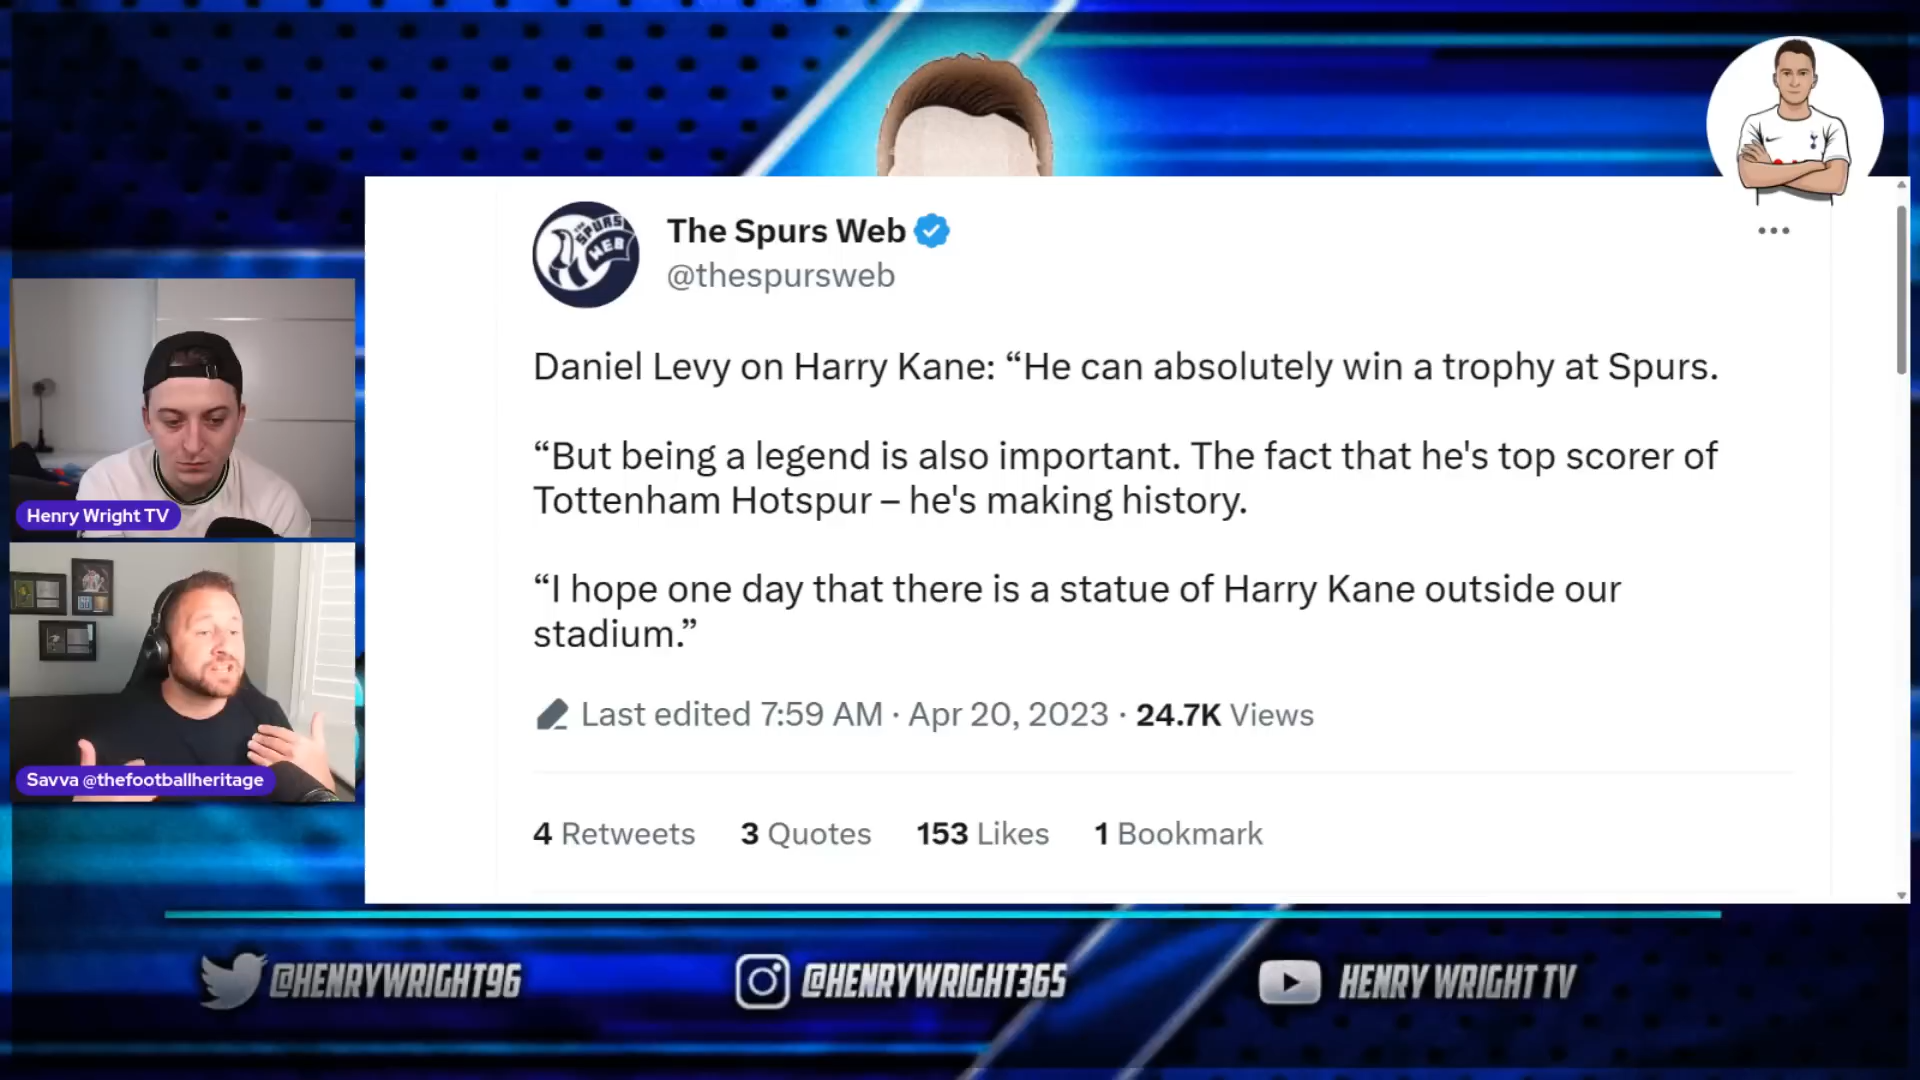 THE
SPURS
WEB
The Spurs Web
@thespursweb
Daniel Levy on Harry Kane: “He can absolutely win a trophy at Spurs.
“But being a legend is also important. The fact that he's top scorer of
Tottenham Hotspur – he's making history.
“I hope one day that there is a statue of Harry Kane outside our
stadium.”
Last edited 7:59 AM · Apr 20, 2023 · 24.7K Views
4 Retweets 3 Quotes 153 Likes 1 Bookmark
Henry Wright TV
Savva @thefootballheritage
@HENRYWRIGHT96
@HENRYWRIGHT365
HENRY WRIGHT TV